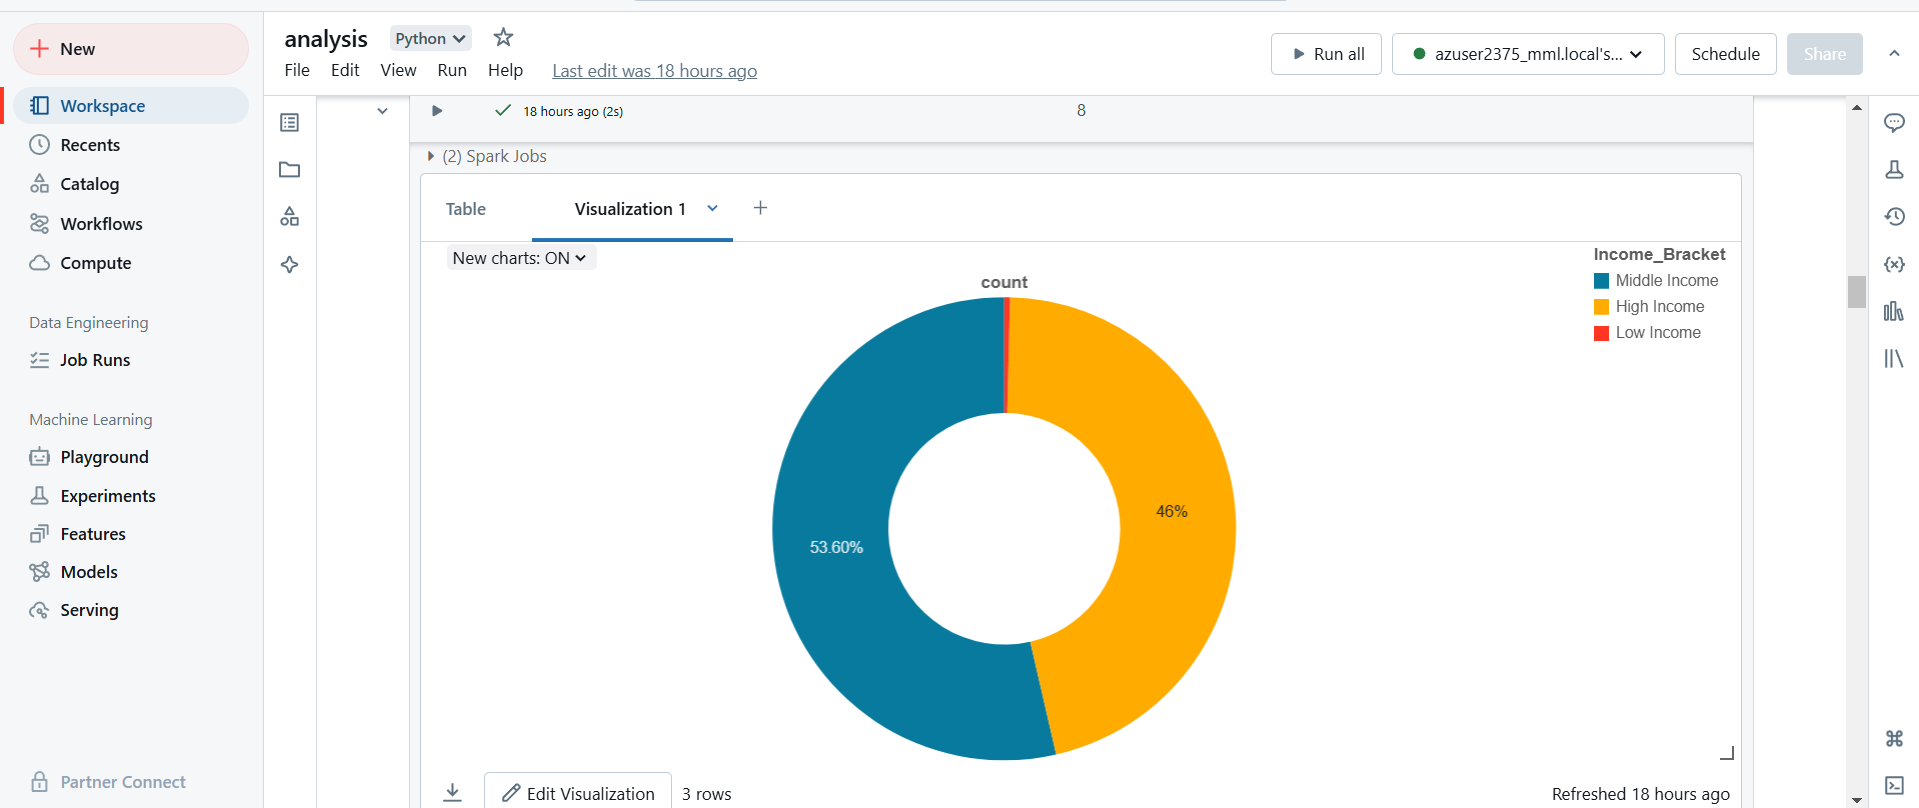 New
Workspace
Recents
Catalog
Workflows
Compute
Data Engineering
Job Runs
Machine Learning
Playground
Experiments
Features
Models
Serving
Partner Connect
analysis
Python
File Edit View Run Help Last edit was 18 hours ago
Run all
azuser2375_mml.local's...
Schedule
Share
18 hours ago (2s)
8
(2) Spark Jobs
Table
Visualization 1
New charts: ON
count
Income_Bracket
Middle Income
High Income
Low Income
46%
53.60%
Edit Visualization
3 rows
Refreshed 18 hours ago